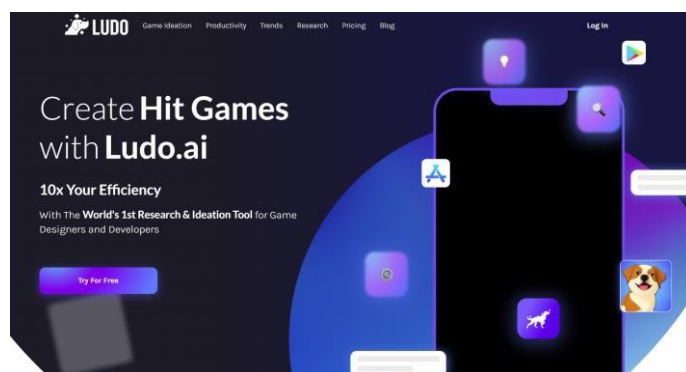 LUDO
Game Ideation Productivity Trends Research Pricing Blog Log In
Create Hit Games
with Ludo.ai
10x Your Efficiency
With The World's 1st Research & Ideation Tool for Game
Designers and Developers
Try For Free